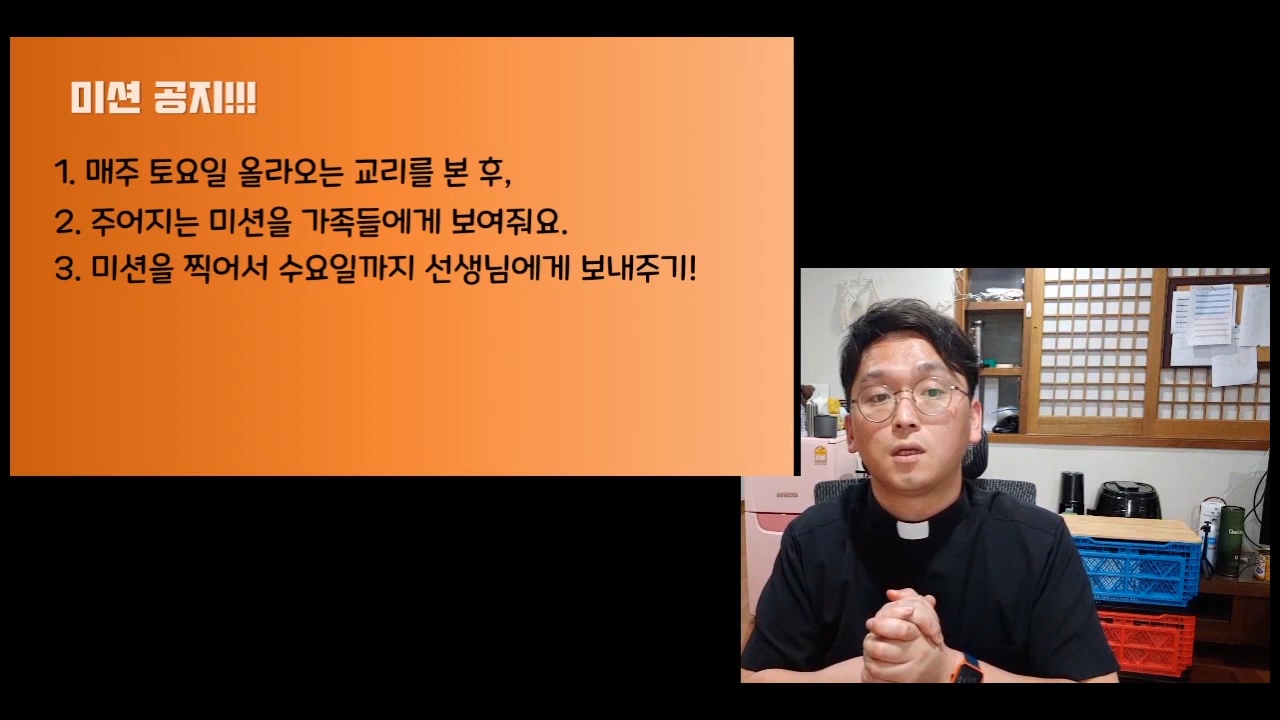 미션 공지!!!
1. 매주 토요일 올라오는 교리를 본 후,
2. 주어지는 미션을 가족들에게 보여줘요.
3. 미션을 찍어서 수요일까지 선생님에게 보내주기!